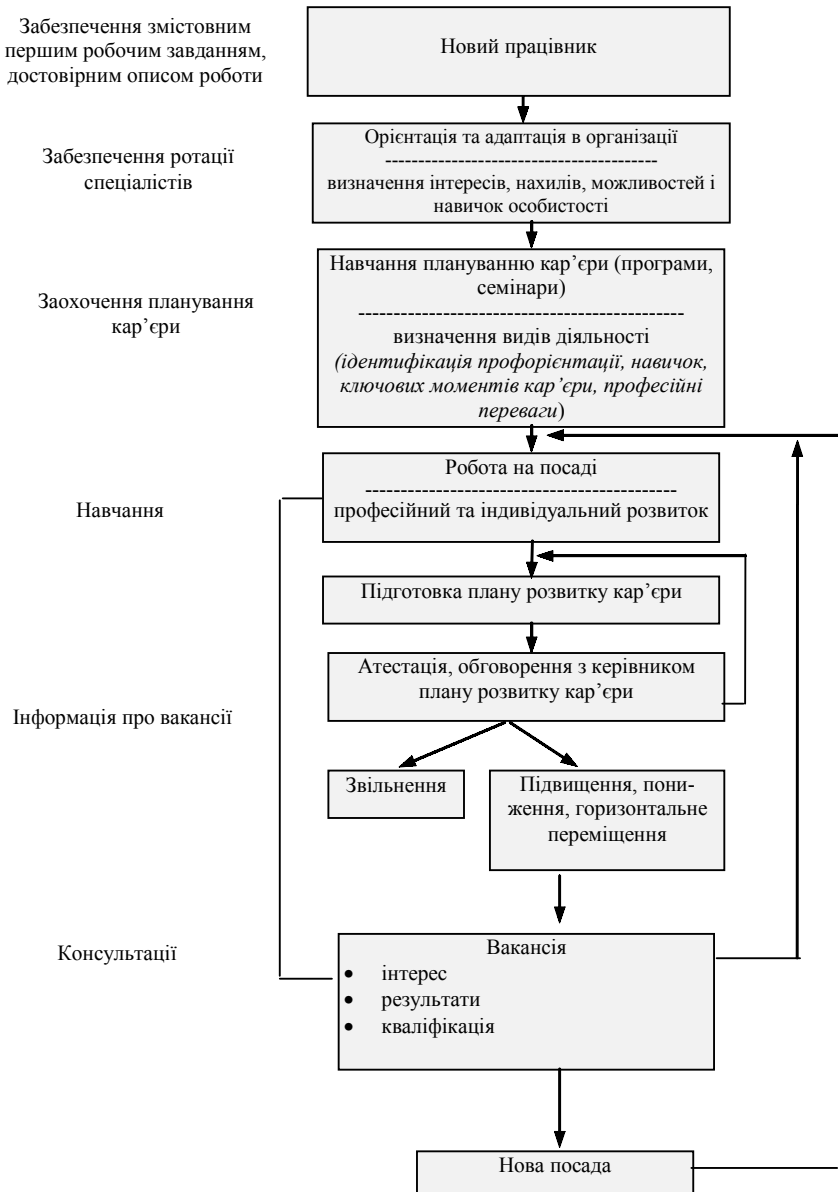 Забезпечення змістовним
першим робочим завданням,
достовірним описом роботи
Новий працівник
Забезпечення ротації
спеціалістів
Орієнтація та адаптація в організації
-----------------------------------------
визначення інтересів, нахилів, можливостей і
навичок особистості
Заохочення планування
кар’єри
Навчання плануванню кар’єри (програми,
семінари)
-------------------------------------------------
визначення видів діяльності
(ідентифікація профорієнтації, навичок,
ключових моментів кар’єри, професійні
переваги)
Навчання
Робота на посаді
-----------------------------------------------
професійний та індивідуальний розвиток
Підготовка плану розвитку кар’єри
Інформація про вакансії
Атестація, обговорення з керівником
плану розвитку кар’єри
Звільнення
Підвищення, пони-
ження, горизонтальне
переміщення
Консультації
Вакансія
• інтерес
• результати
• кваліфікація
Нова посада